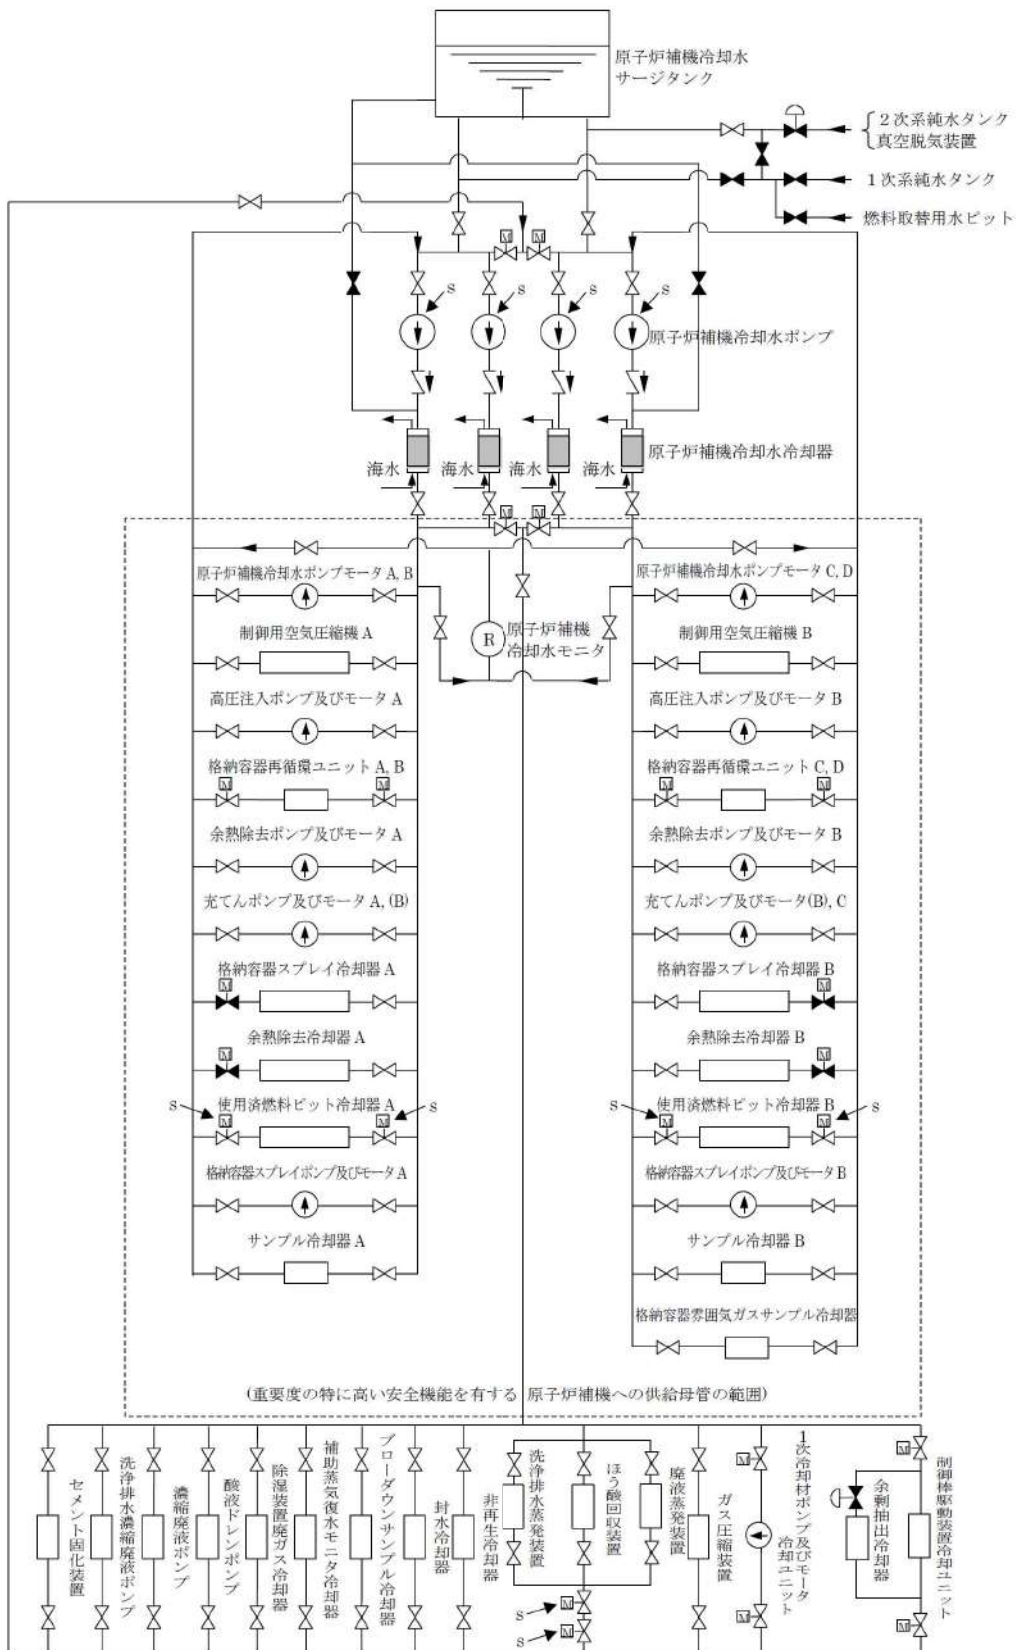 原子炉補機冷却水
サージタンク
２次系純水タンク
真空脱気装置
１次系純水タンク
燃料取替用水ピット
M
M
s
s
s
s
原子炉補機冷却水ポンプ
原子炉補機冷却水冷却器
海水
海水
海水
海水
M
M
原子炉補機冷却水ポンプモータ A, B
原子炉補機冷却水ポンプモータ C, D
制御用空気圧縮機 A
R
原子炉補機
冷却水モニタ
制御用空気圧縮機 B
高圧注入ポンプ及びモータ A
高圧注入ポンプ及びモータ B
格納容器再循環ユニット A, B
M
M
格納容器再循環ユニット C, D
M
M
余熱除去ポンプ及びモータ A
余熱除去ポンプ及びモータ B
充てんポンプ及びモータ A, (B)
充てんポンプ及びモータ(B), C
格納容器スプレイ冷却器 A
M
格納容器スプレイ冷却器 B
M
余熱除去冷却器 A
M
余熱除去冷却器 B
M
s
使用済燃料ピット冷却器 A
s
M
M
s
使用済燃料ピット冷却器 B
s
M
M
格納容器スプレイポンプ及びモータ A
格納容器スプレイポンプ及びモータ B
サンプル冷却器 A
サンプル冷却器 B
格納容器雰囲気ガスサンプル冷却器
(重要度の特に高い安全機能を有する 原子炉補機への供給母管の範囲)
セメント固化装置
洗浄排水濃縮廃液ポンプ
濃縮廃液ポンプ
酸液ドレンポンプ
除湿装置廃ガス冷却器
補助蒸気復水モニタ冷却器
ブローダウンサンプル冷却器
封水冷却器
非再生冷却器
洗浄排水蒸発装置
ほう酸回収装置
廃液蒸発装置
s
M
s
M
ガス圧縮装置
M
M
１次冷却材ポンプ及びモータ
冷却ユニット
余剰抽出冷却器
M
M
制御棒駆動装置冷却ユニット